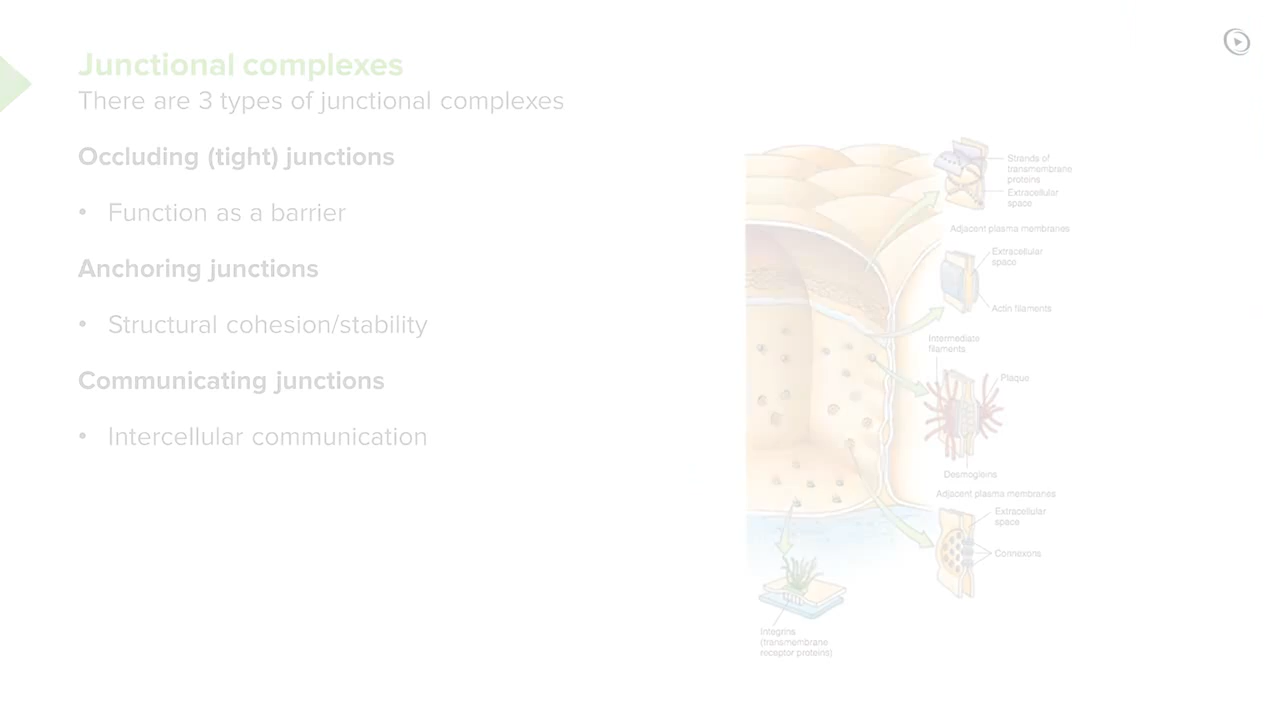 Junctional complexes
There are 3 types of junctional complexes
Occluding (tight) junctions
• Function as a barrier
Anchoring junctions
• Structural cohesion/stability
Communicating junctions
• Intercellular communication
Strands of
transmembrane
proteins
Extracellular
space
Adjacent plasma membranes
Extracellular
space
Actin filaments
Intermediate
filaments
Plaque
Desmogleins
Adjacent plasma membranes
Extracellular
space
Connexons
Integrins
(transmembrane
receptor proteins)